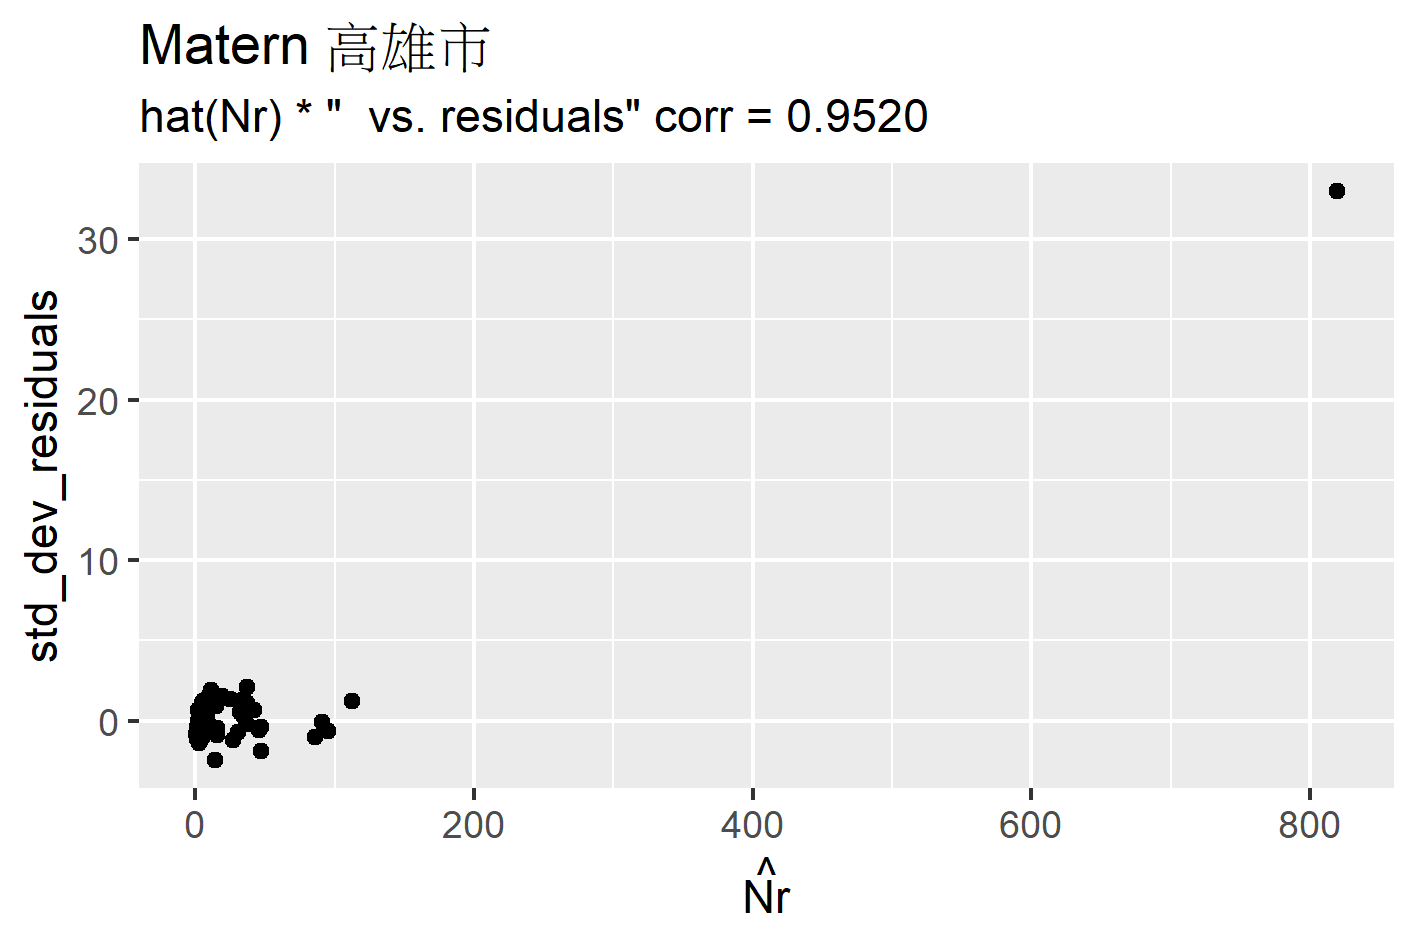 Matern 高雄市
hat(Nr) * "  vs. residuals" corr = 0.9520
std_dev_residuals
30
20
10
0
0 200 400 600 800
^
Nr